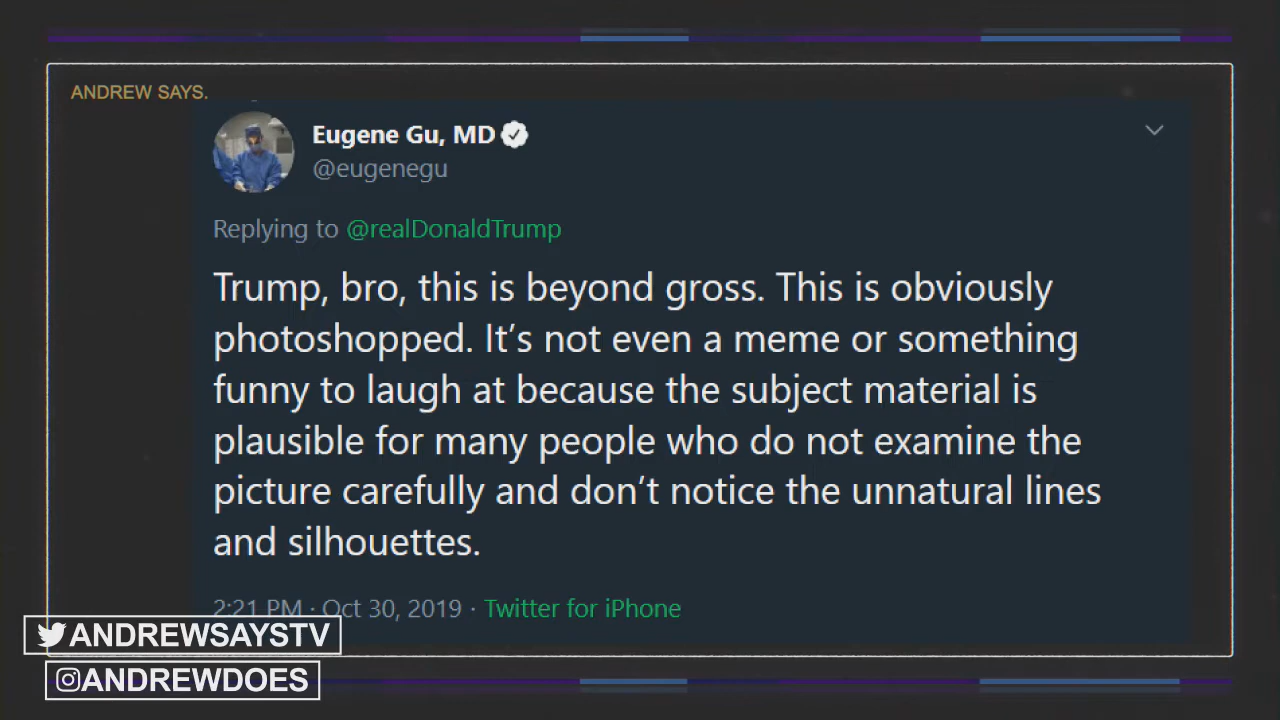 ANDREW SAYS.
Eugene Gu, MD
@eugenegu
Replying to @realDonaldTrump
Trump, bro, this is beyond gross. This is obviously
photoshopped. It’s not even a meme or something
funny to laugh at because the subject material is
plausible for many people who do not examine the
picture carefully and don’t notice the unnatural lines
and silhouettes.
2:21 PM · Oct 30, 2019 · Twitter for iPhone
ANDREWSAYSTV
ANDREWDOES